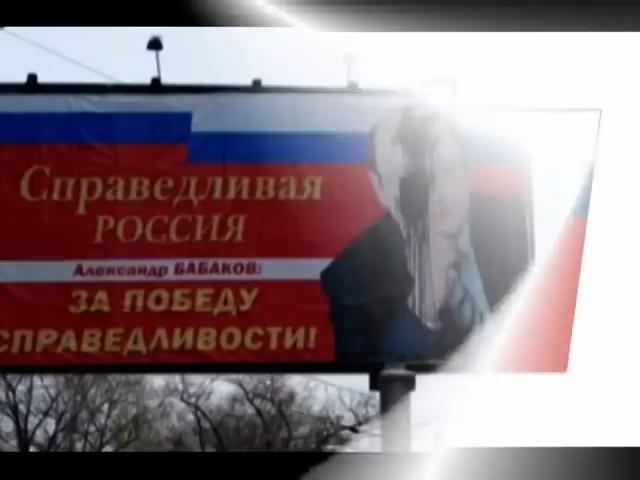 Справедливая
РОССИЯ
Александр БАБАКОВ:
ЗА ПОБЕДУ
СПРАВЕДЛИВОСТИ!